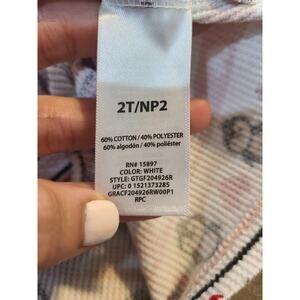 2T/NP2
60% COTTON / 40% POLYESTER
60% algodón / 40% poliéster
RN# 15897
COLOR: WHITE
STYLE: GTGF204926R
UPC: 0 1521373285
GRACF204926RW00P1
RPC